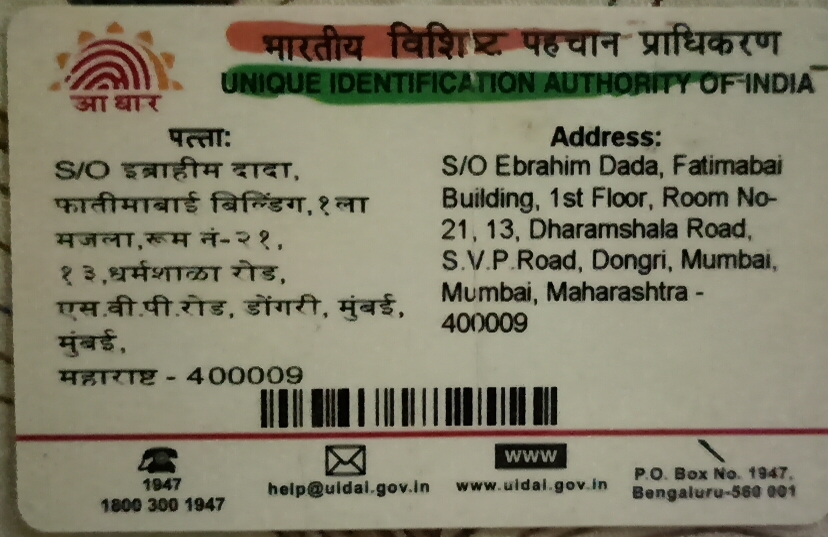 भारतीय विशिष्ट पहचान प्राधिकरण
UNIQUE IDENTIFICATION AUTHORITY OF INDIA
आधार
पत्ता:
S/O इब्राहीम दादा,
फातीमाबाई बिल्डिंग,१ला
मजला,रूम नं-२१,
१३,धर्मशाळा रोड,
एस.वी.पी.रोड, डोंगरी, मुंबई,
मुंबई,
महाराष्ट - 400009
Address:
S/O Ebrahim Dada, Fatimabai
Building, 1st Floor, Room No-
21, 13, Dharamshala Road,
S.V.P.Road, Dongri, Mumbai,
Mumbai, Maharashtra -
400009
1947
1800 300 1947
help@uidai.gov.in
www
www.uidai.gov.in
P.O. Box No. 1947,
Bengaluru-560 001